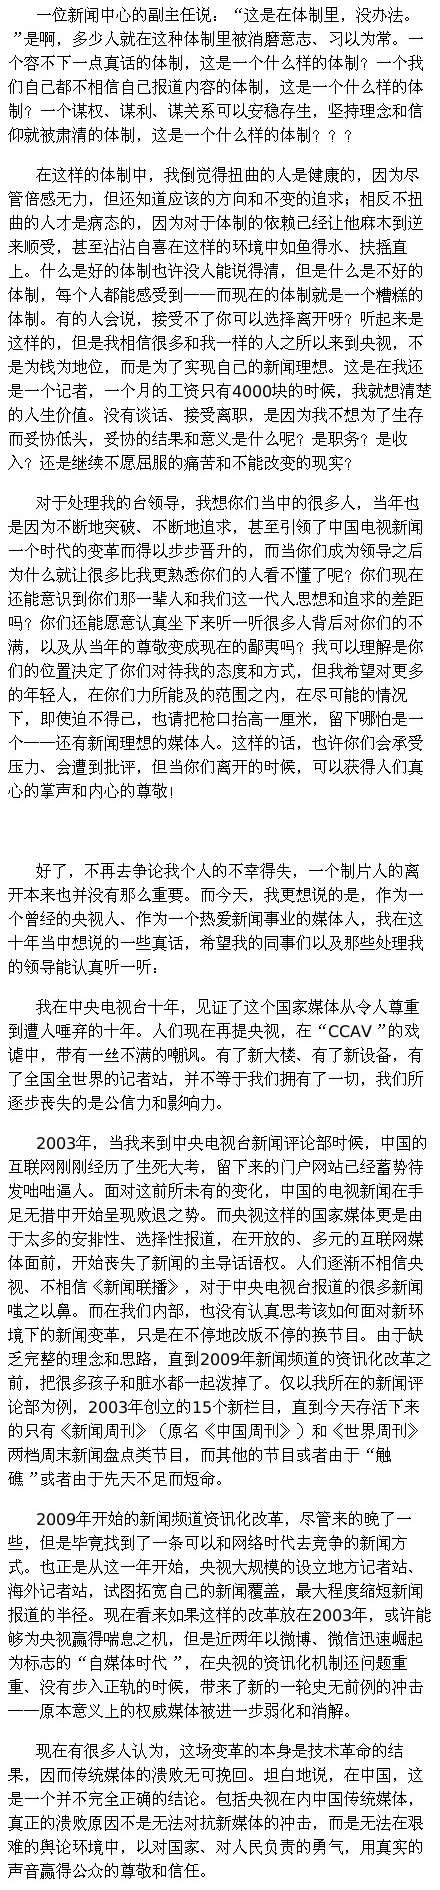 一位新闻中心的副主任说：“这是在体制里，没办法。
”是啊，多少人就在这种体制里被消磨意志、习以为常。一
个容不下一点真话的体制，这是一个什么样的体制？一个我
们自己都不相信自己报道内容的体制，这是一个什么样的体
制？一个谋权、谋利、谋关系可以安稳存生，坚持理念和信
仰就被肃清的体制，这是一个什么样的体制？？？
在这样的体制中，我倒觉得扭曲的人是健康的，因为尽
管倍感无力，但还知道应该的方向和不变的追求；相反不扭
曲的人才是病态的，因为对于体制的依赖已经让他麻木到逆
来顺受，甚至沾沾自喜在这样的环境中如鱼得水、扶摇直
上。什么是好的体制也许没人能说得清，但是什么是不好的
体制，每个人都能感受到——而现在的体制就是一个糟糕的
体制。有的人会说，接受不了你可以选择离开呀？听起来是
这样的，但是我相信很多和我一样的人之所以来到央视，不
是为钱为地位，而是为了实现自己的新闻理想。这是在我还
是一个记者，一个月的工资只有4000块的时候，我就想清楚
的人生价值。没有谈话、接受离职，是因为我不想为了生存
而妥协低头，妥协的结果和意义是什么呢？是职务？是收
入？还是继续不愿屈服的痛苦和不能改变的现实？
对于处理我的台领导，我想你们当中的很多人，当年也
是因为不断地突破、不断地追求，甚至引领了中国电视新闻
一个时代的变革而得以步步晋升的，而当你们成为领导之后
为什么就让很多比我更熟悉你们的人看不懂了呢？你们现在
还能意识到你们那一辈人和我们这一代人思想和追求的差距
吗？你们还能愿意认真坐下来听一听很多人背后对你们的不
满，以及从当年的尊敬变成现在的鄙夷吗？我可以理解是你
们的位置决定了你们对待我的态度和方式，但我希望对更多
的年轻人，在你们力所能及的范围之内，在尽可能的情况
下，即使迫不得已，也请把枪口抬高一厘米，留下哪怕是一
个——还有新闻理想的媒体人。这样的话，也许你们会承受
压力、会遭到批评，但当你们离开的时候，可以获得人们真
心的掌声和内心的尊敬！
好了，不再去争论我个人的不幸得失，一个制片人的离
开本来也并没有那么重要。而今天，我更想说的是，作为一
个曾经的央视人、作为一个热爱新闻事业的媒体人，我在这
十年当中想说的一些真话，希望我的同事们以及那些处理我
的领导能认真听一听：
我在中央电视台十年，见证了这个国家媒体从令人尊重
到遭人唾弃的十年。人们现在再提央视，在“CCAV”的戏
谑中，带有一丝不满的嘲讽。有了新大楼、有了新设备，有
了全国全世界的记者站，并不等于我们拥有了一切，我们所
逐步丧失的是公信力和影响力。
2003年，当我来到中央电视台新闻评论部时候，中国的
互联网刚刚经历了生死大考，留下来的门户网站已经蓄势待
发咄咄逼人。面对这前所未有的变化，中国的电视新闻在手
足无措中开始呈现败退之势。而央视这样的国家媒体更是由
于太多的安排性、选择性报道，在开放的、多元的互联网媒
体面前，开始丧失了新闻的主导话语权。人们逐渐不相信央
视、不相信《新闻联播》，对于中央电视台报道的很多新闻
嗤之以鼻。而在我们内部，也没有认真思考该如何面对新环
境下的新闻变革，只是在不停地改版不停的换节目。由于缺
乏完整的理念和思路，直到2009年新闻频道的资讯化改革之
前，把很多孩子和脏水都一起泼掉了。仅以我所在的新闻评
论部为例，2003年创立的15个新栏目，直到今天存活下来
的只有《新闻周刊》（原名《中国周刊》）和《世界周刊》
两档周末新闻盘点类节目，而其他的节目或者由于“触
礁”或者由于先天不足而短命。
2009年开始的新闻频道资讯化改革，尽管来的晚了一
些，但是毕竟找到了一条可以和网络时代去竞争的新闻方
式。也正是从这一年开始，央视大规模的设立地方记者站、
海外记者站，试图拓宽自己的新闻覆盖，最大程度缩短新闻
报道的半径。现在看来如果这样的改革放在2003年，或许能
够为央视赢得喘息之机，但是近两年以微博、微信迅速崛起
为标志的“自媒体时代”，在央视的资讯化机制还问题重
重、没有步入正轨的时候，带来了新的一轮史无前例的冲击
——原本意义上的权威媒体被进一步弱化和消解。
现在有很多人认为，这场变革的本身是技术革命的结
果，因而传统媒体的溃败无可挽回。坦白地说，在中国，这
是一个并不完全正确的结论。包括央视在内中国传统媒体，
真正的溃败原因不是无法对抗新媒体的冲击，而是无法在艰
难的舆论环境中，以对国家、对人民负责的勇气，用真实的
声音赢得公众的尊敬和信任。